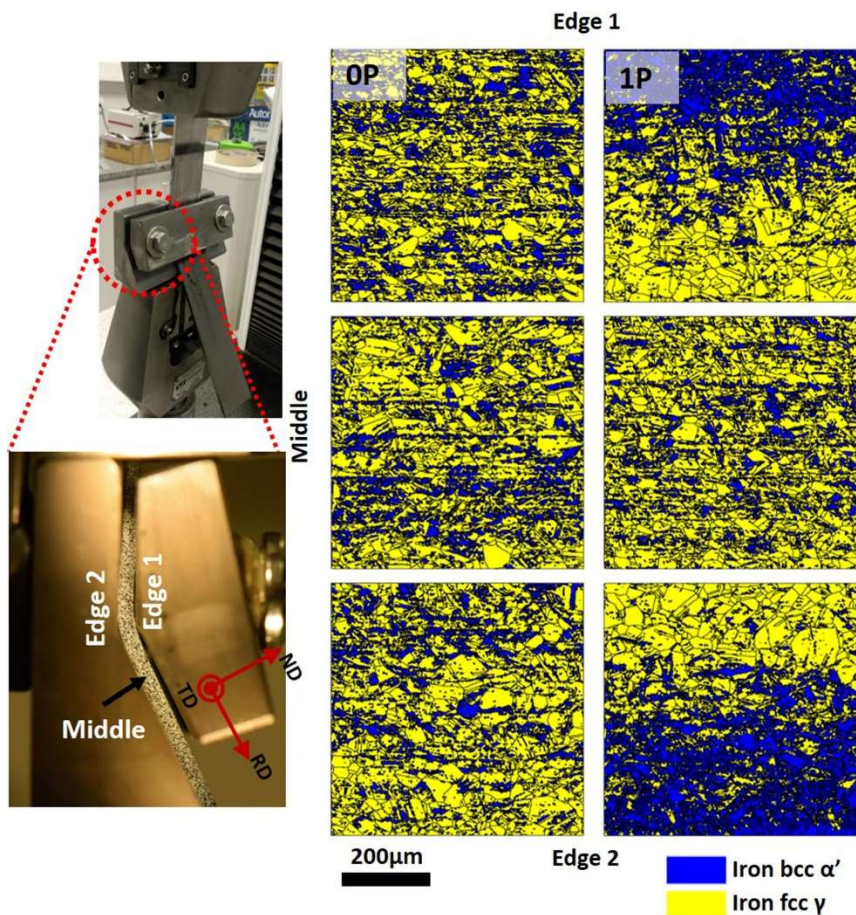 Edge 1
0P
1P
Middle
Edge 2
Edge 1
Middle
TD
ND
RD
200μm
Edge 2
Iron bcc α’
Iron fcc γ